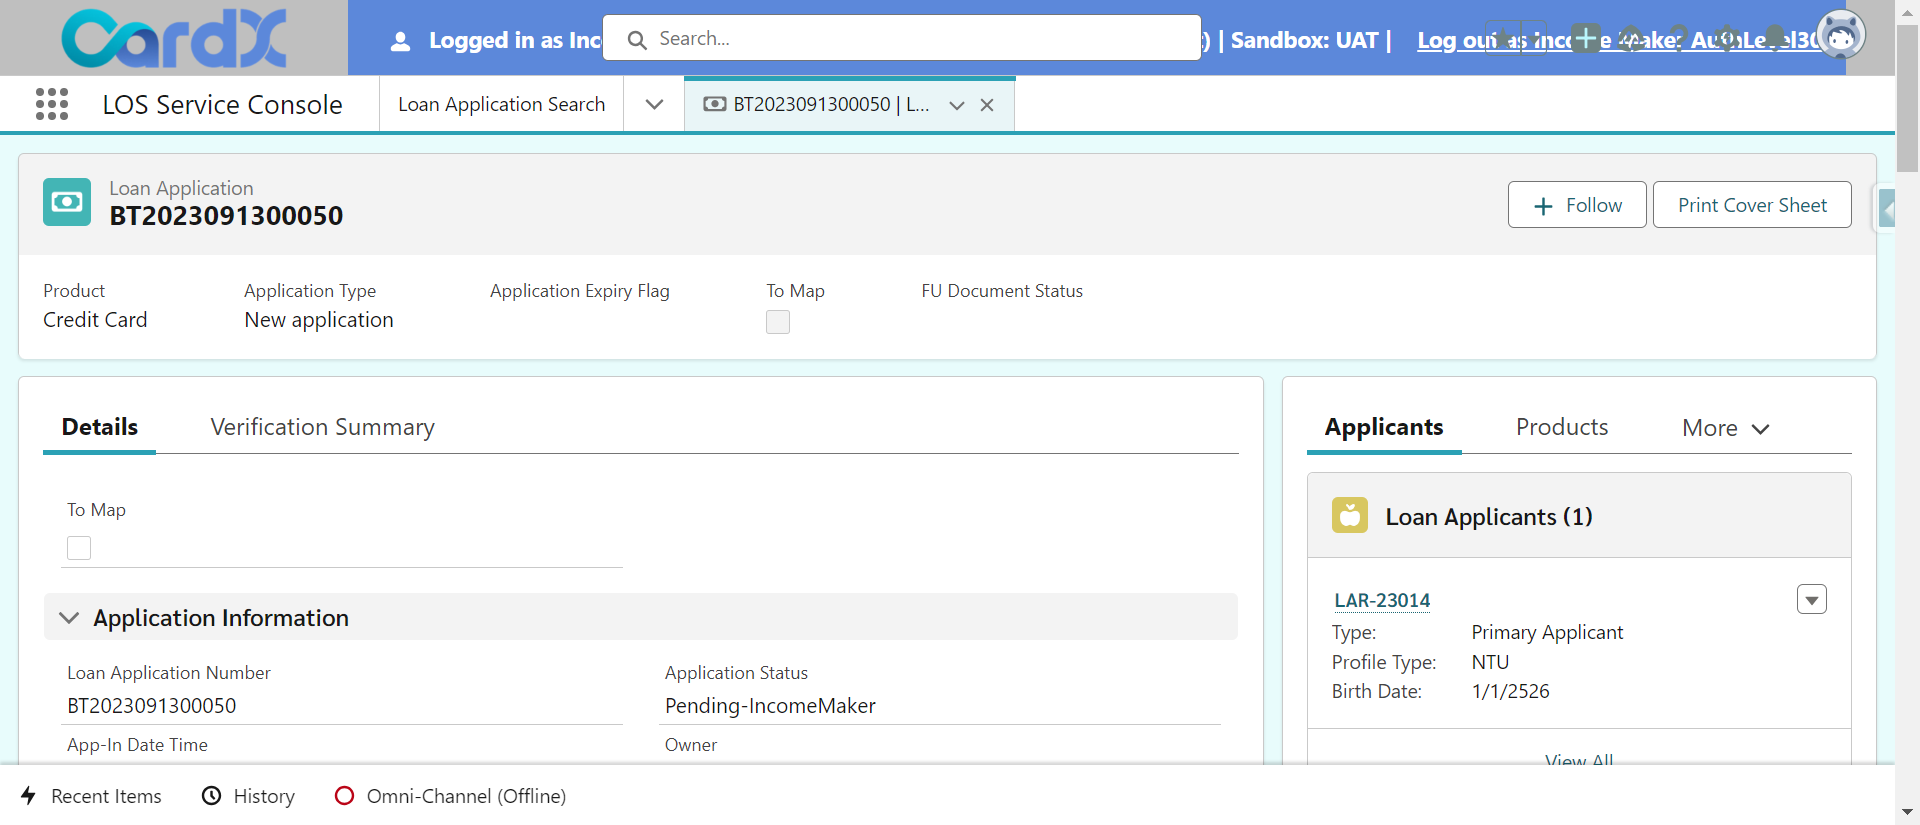 CardX
Logged in as Inc
Search...
) | Sandbox: UAT |
Log out as Income Maker AuthLevel30
LOS Service Console
Loan Application Search
BT2023091300050 | L...
Loan Application
BT2023091300050
Follow
Print Cover Sheet
Product
Application Type
Application Expiry Flag
To Map
FU Document Status
Credit Card
New application
Details
Verification Summary
To Map
Application Information
Loan Application Number
Application Status
BT2023091300050
Pending-IncomeMaker
App-In Date Time
Owner
Applicants
Products
More
Loan Applicants (1)
LAR-23014
Type: Primary Applicant
Profile Type: NTU
Birth Date: 1/1/2526
View All
Recent Items
History
Omni-Channel (Offline)